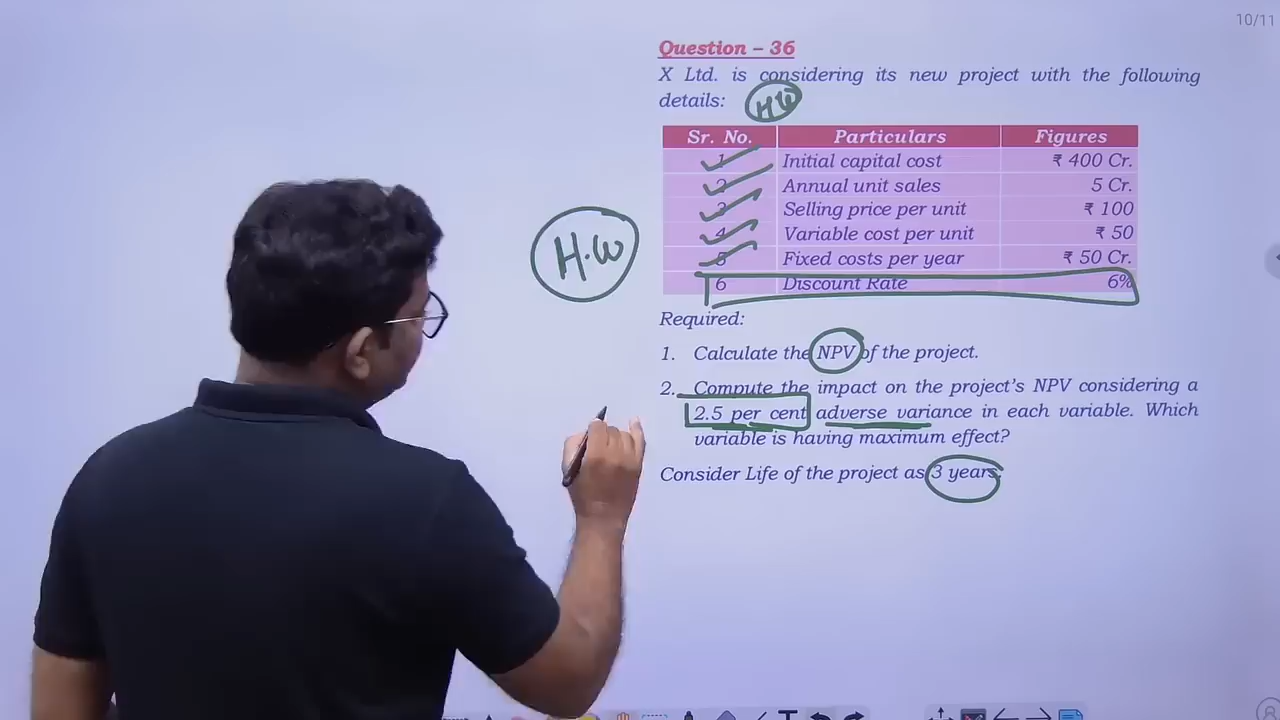 10/11
Question – 36
X Ltd. is considering its new project with the following
details:
HW
Sr. No. Particulars Figures
1 Initial capital cost ₹ 400 Cr.
2 Annual unit sales 5 Cr.
3 Selling price per unit ₹ 100
4 Variable cost per unit ₹ 50
5 Fixed costs per year ₹ 50 Cr.
6 Discount Rate 6%
H.W
Required:
1. Calculate the NPV of the project.
2. Compute the impact on the project's NPV considering a
2.5 per cent adverse variance in each variable. Which
variable is having maximum effect?
Consider Life of the project as 3 years.